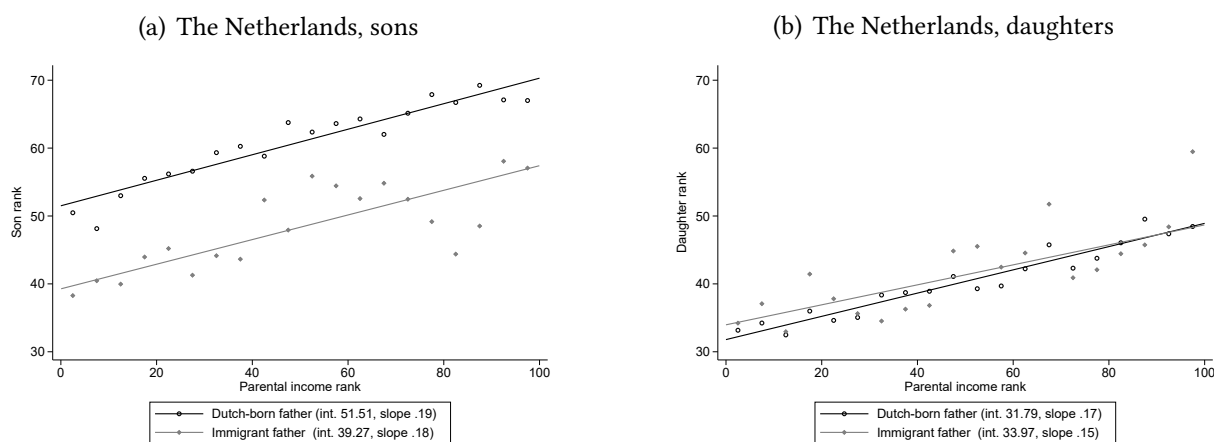 (a) The Netherlands, sons
70
60
50
40
30
Son rank
0 20 40 60 80 100
Parental income rank
Dutch-born father (int. 51.51, slope .19)
Immigrant father (int. 39.27, slope .18)
(b) The Netherlands, daughters
70
60
50
40
30
Daughter rank
0 20 40 60 80 100
Parental income rank
Dutch-born father (int. 31.79, slope .17)
Immigrant father (int. 33.97, slope .15)